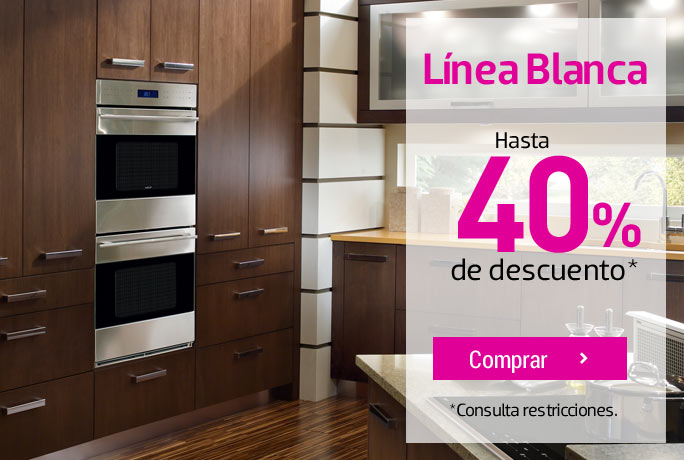 Línea Blanca
Hasta
40%
de descuento*
Comprar
*Consulta restricciones.